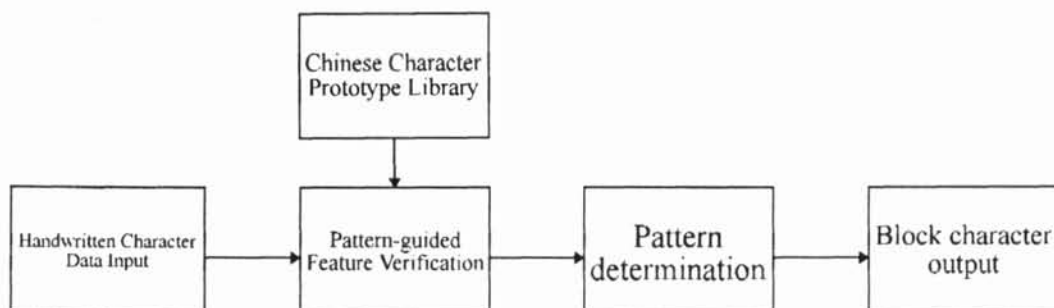 Chinese Character
Prototype Library
Handwritten Character
Data Input
Pattern-guided
Feature Verification
Pattern
determination
Block character
output